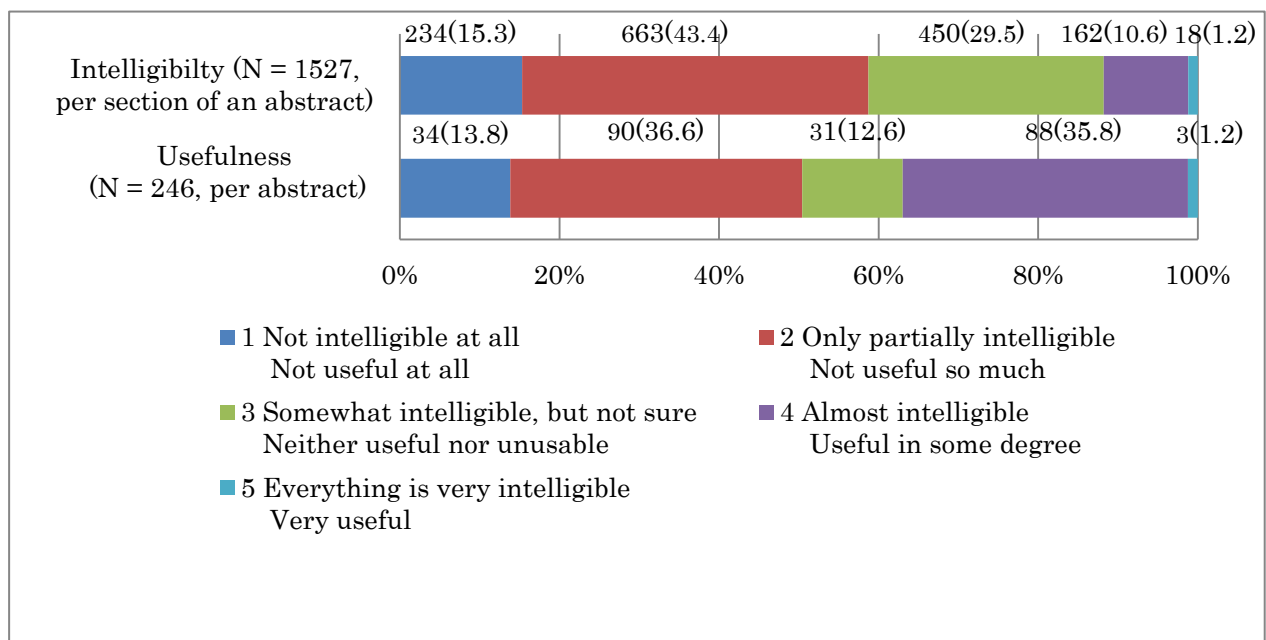 234(15.3) 663(43.4) 450(29.5) 162(10.6) 18(1.2)
Intelligibilty (N = 1527,
per section of an abstract)
34(13.8) 90(36.6) 31(12.6) 88(35.8) 3(1.2)
Usefulness
(N = 246, per abstract)
0% 20% 40% 60% 80% 100%
1 Not intelligible at all
Not useful at all
2 Only partially intelligible
Not useful so much
3 Somewhat intelligible, but not sure
Neither useful nor unusable
4 Almost intelligible
Useful in some degree
5 Everything is very intelligible
Very useful